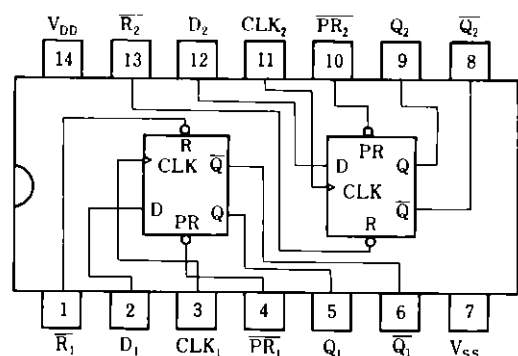 V_DD R̅₂̅ D₂ CLK₂ P̅R̅₂̅ Q₂ Q̅₂̅
14 13 12 11 10 9 8
R PR
CLK Q̅ D Q
CLK
D Q Q̅
PR R
1 2 3 4 5 6 7
R̅₁̅ D₁ CLK₁ P̅R̅₁̅ Q₁ Q̅₁̅ V_SS